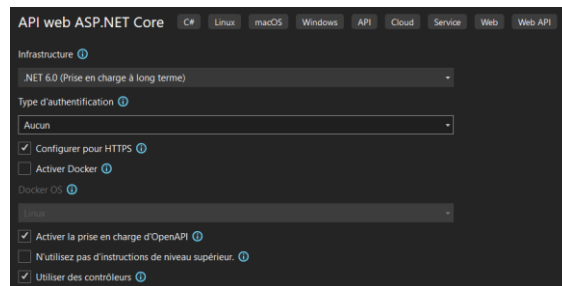 API web ASP.NET Core C# Linux macOS Windows API Cloud Service Web Web API
Infrastructure
.NET 6.0 (Prise en charge à long terme)
Type d'authentification
Aucun
Configurer pour HTTPS
Activer Docker
Docker OS
Linux
Activer la prise en charge d'OpenAPI
N'utilisez pas d'instructions de niveau supérieur.
Utiliser des contrôleurs